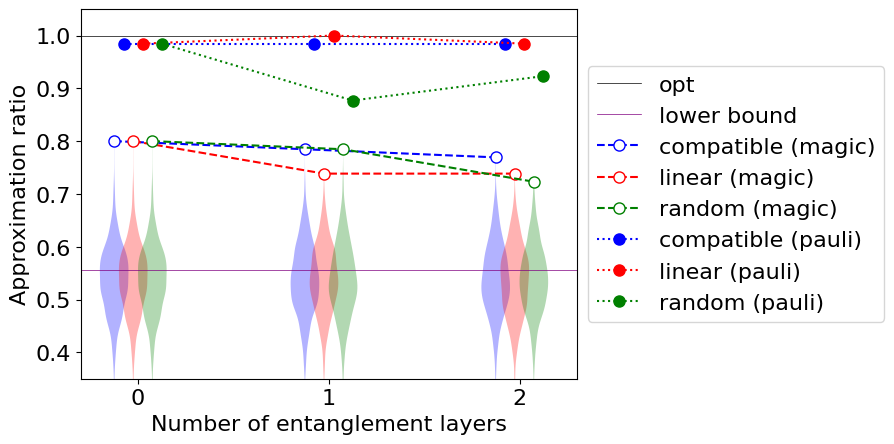 Approximation ratio
1.0
0.9
0.8
0.7
0.6
0.5
0.4
0 1 2
Number of entanglement layers
opt
lower bound
compatible (magic)
linear (magic)
random (magic)
compatible (pauli)
linear (pauli)
random (pauli)